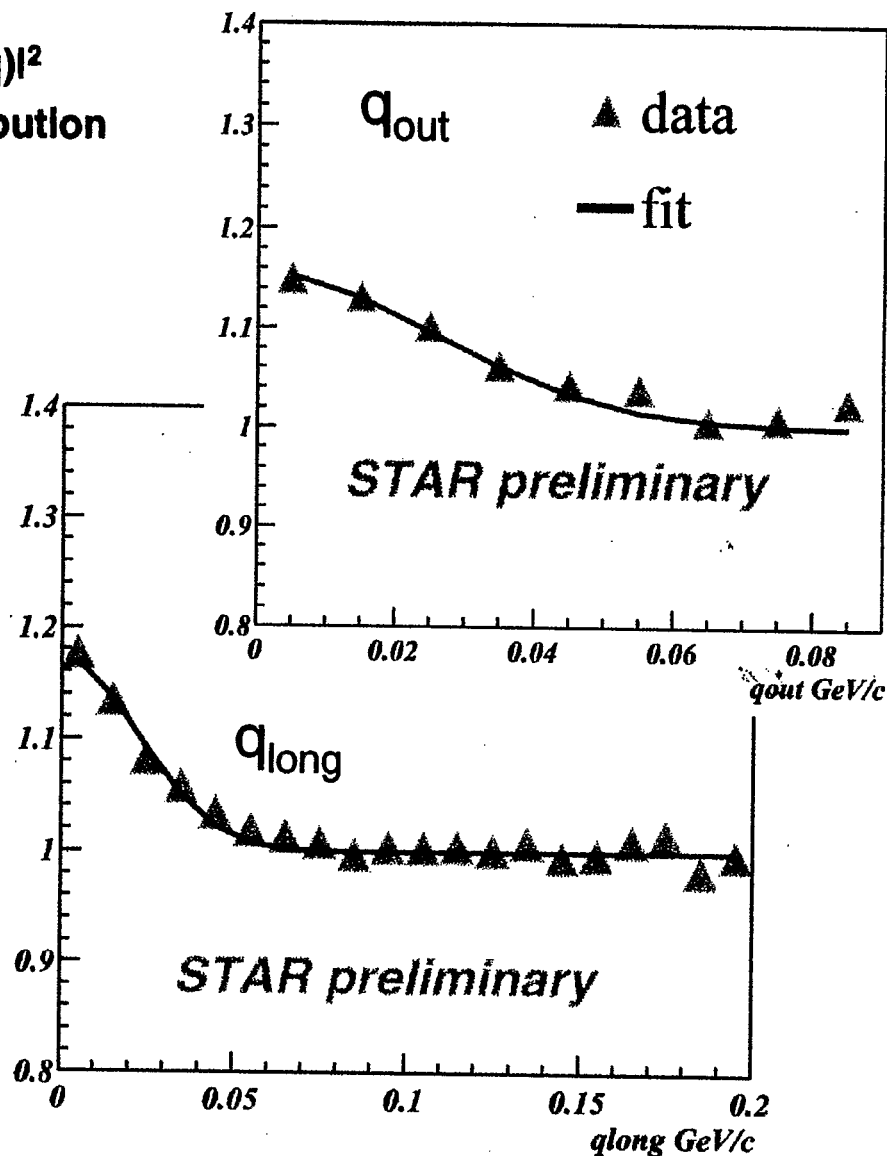 )|²
bution
1.4
1.3
1.2
1.1
1
0.9
0.8
q_out
data
fit
STAR preliminary
0 0.02 0.04 0.06 0.08
qout GeV/c
1.4
1.3
1.2
1.1
1
0.9
0.8
q_long
STAR preliminary
0 0.05 0.1 0.15 0.2
qlong GeV/c